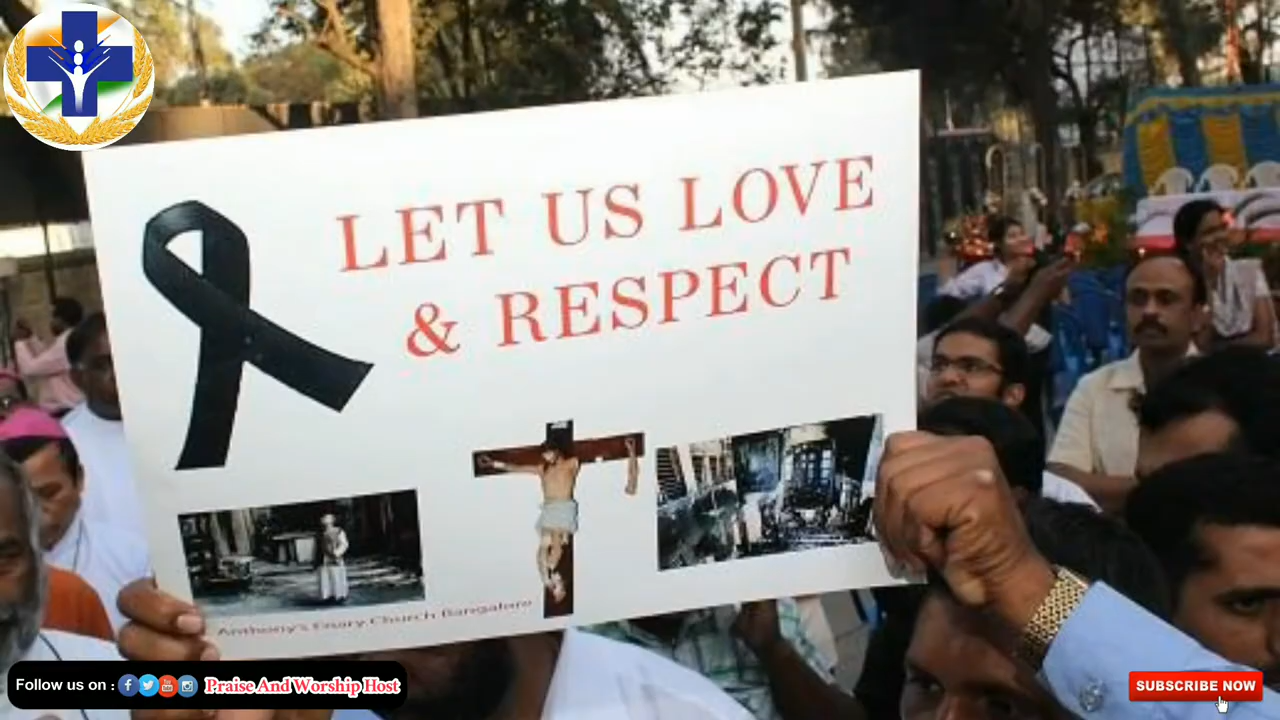 LET US LOVE
& RESPECT
Anthony's Friary Church Bangalore
Follow us on :
Praise And Worship Host
SUBSCRIBE NOW